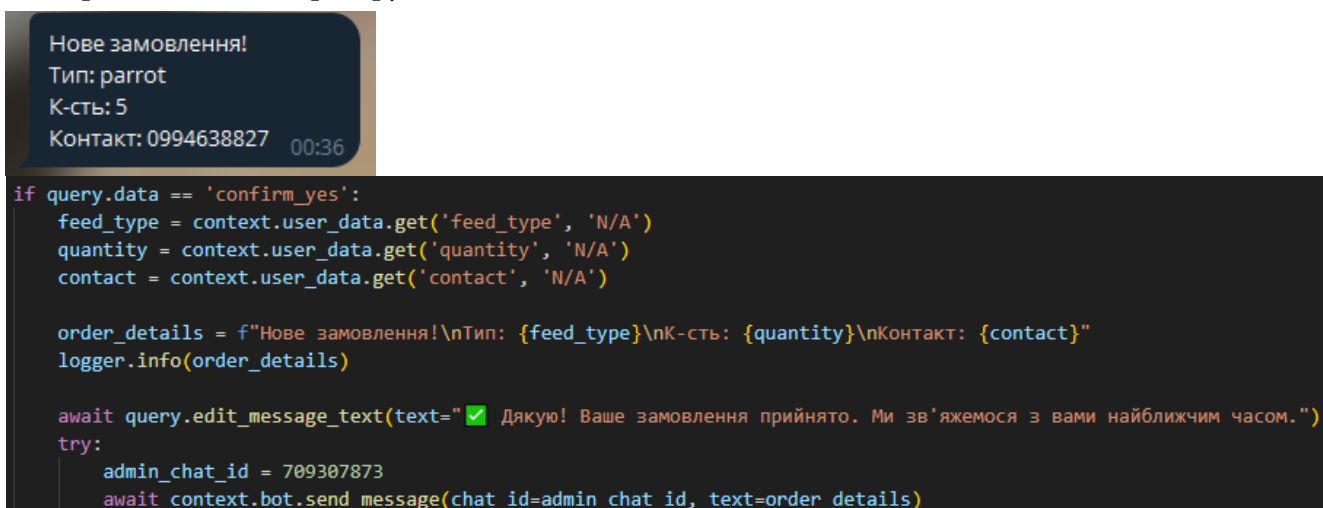 Нове замовлення!
Тип: parrot
К-сть: 5
Контакт: 0994638827 00:36
if query.data == 'confirm_yes':
feed_type = context.user_data.get('feed_type', 'N/A')
quantity = context.user_data.get('quantity', 'N/A')
contact = context.user_data.get('contact', 'N/A')
order_details = f"Нове замовлення!\nТип: {feed_type}\nК-сть: {quantity}\nКонтакт: {contact}"
logger.info(order_details)
await query.edit_message_text(text="✅ Дякую! Ваше замовлення прийнято. Ми зв'яжемося з вами найближчим часом.")
try:
admin_chat_id = 709307873
await context.bot.send_message(chat_id=admin_chat_id, text=order_details)